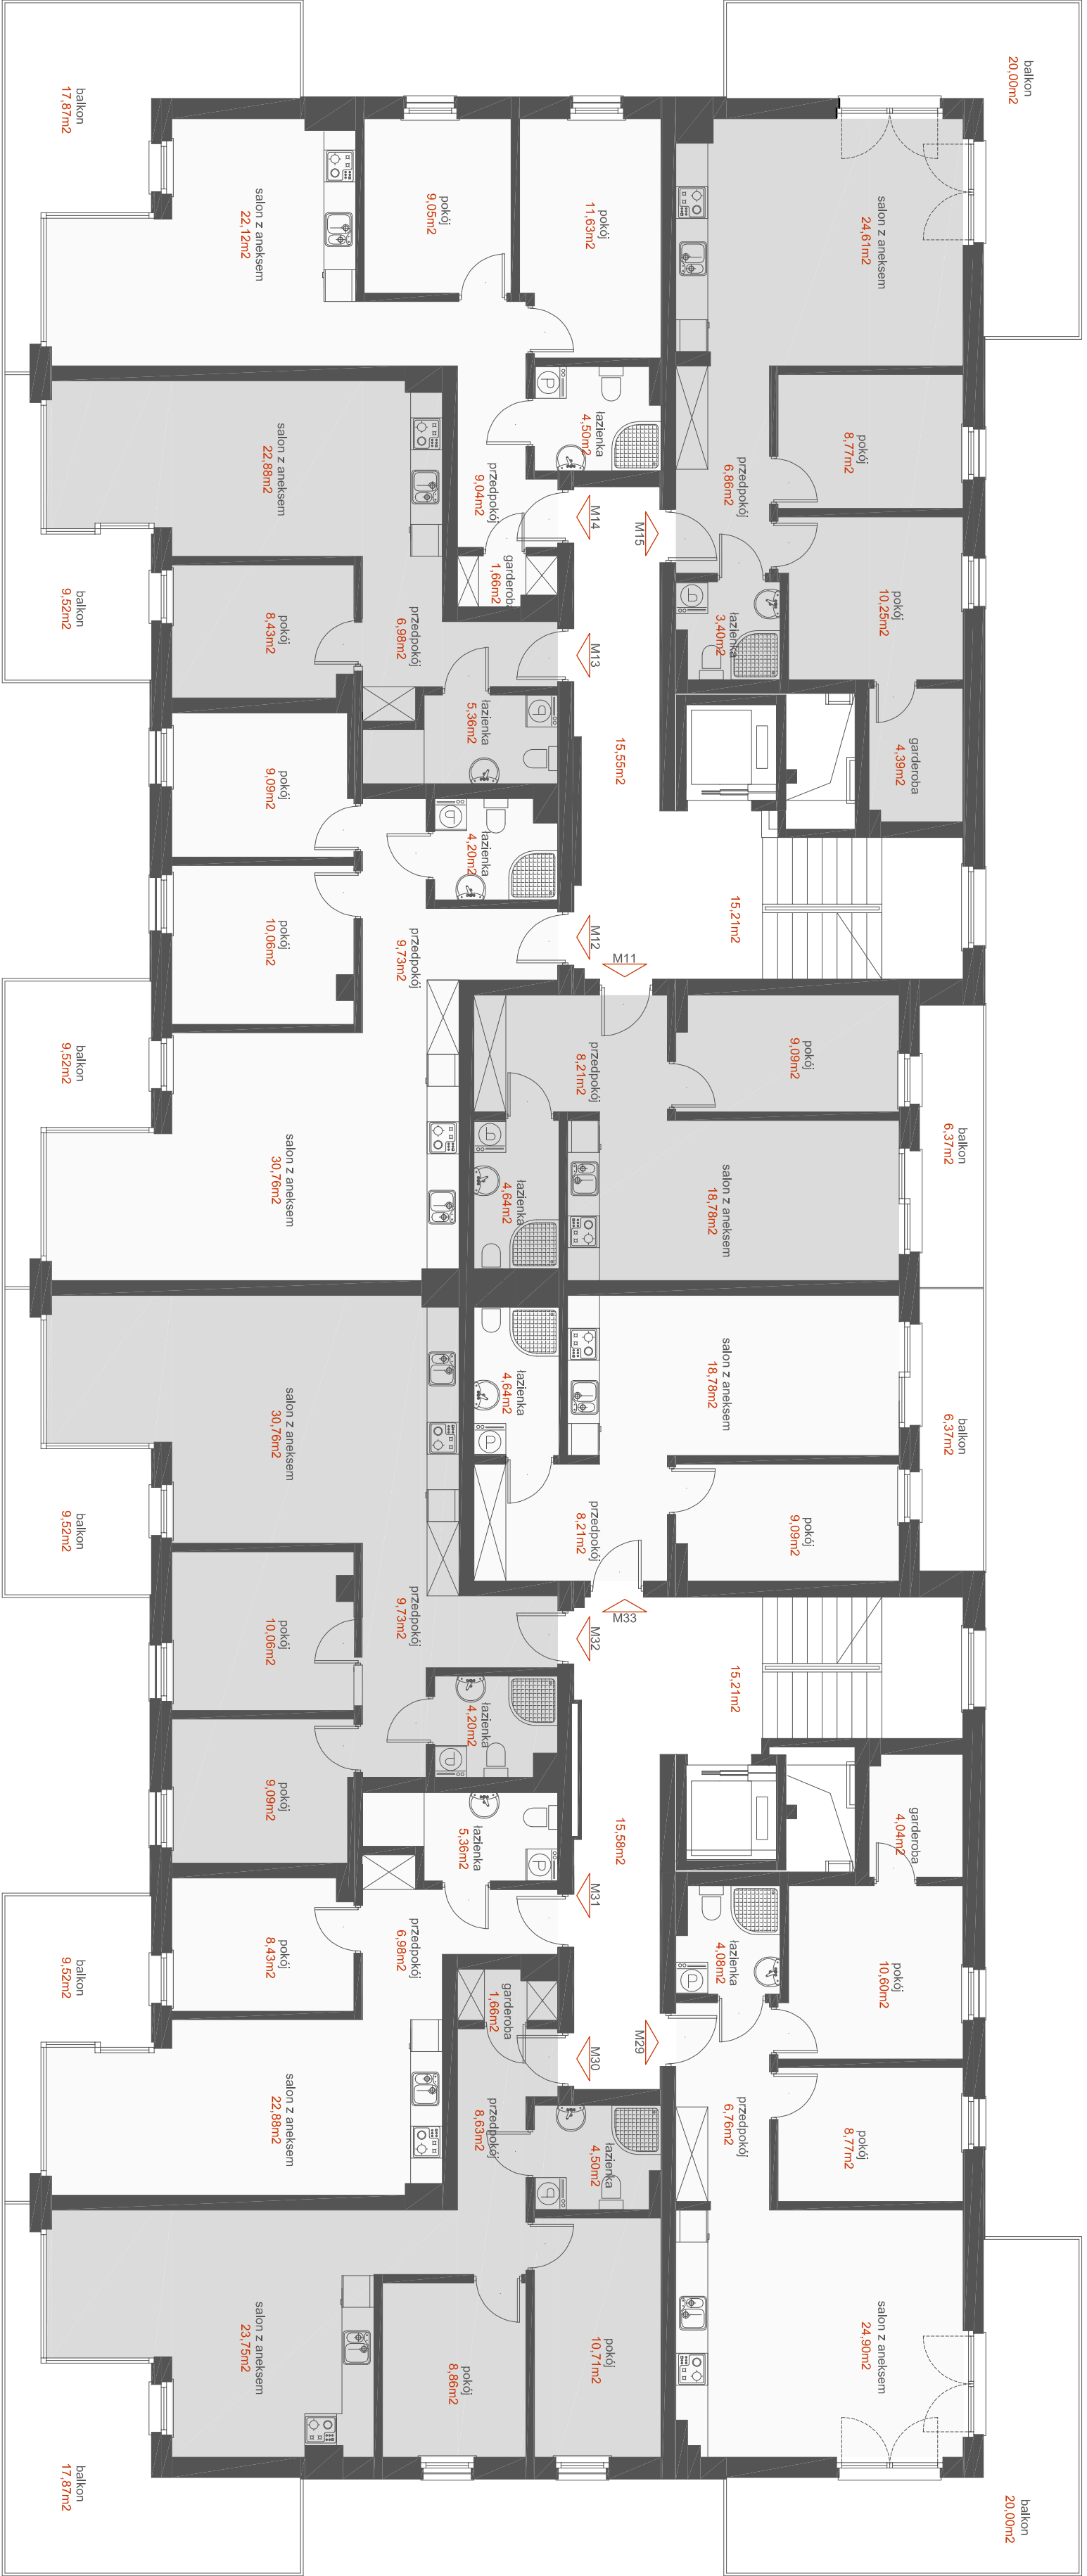 balkon
20,00m2
balkon
17,87m2
salon z aneksem
24,61m2
salon z aneksem
22,12m2
pokój
9,05m2
pokój
11,63m2
pokój
8,77m2
łazienka
4,50m2
salon z aneksem
22,88m2
przedpokój
9,04m2
przedpokój
6,86m2
M14
M15
garderoba
1,66m2
balkon
9,52m2
pokój
8,43m2
przedpokój
6,98m2
M13
łazienka
3,40m2
pokój
10,25m2
łazienka
5,36m2
15,55m2
garderoba
4,39m2
pokój
9,09m2
łazienka
4,20m2
pokój
10,06m2
przedpokój
9,73m2
M12
M11
15,21m2
balkon
9,52m2
przedpokój
8,21m2
pokój
9,09m2
balkon
6,37m2
salon z aneksem
30,76m2
łazienka
4,64m2
salon z aneksem
18,78m2
salon z aneksem
30,76m2
łazienka
4,64m2
salon z aneksem
18,78m2
balkon
6,37m2
balkon
9,52m2
przedpokój
8,21m2
pokój
9,09m2
pokój
10,06m2
przedpokój
9,73m2
M32
M33
15,21m2
łazienka
4,20m2
pokój
9,09m2
łazienka
5,36m2
15,58m2
garderoba
4,04m2
M31
balkon
9,52m2
pokój
8,43m2
przedpokój
6,98m2
łazienka
4,08m2
pokój
10,60m2
garderoba
1,66m2
M30
M29
salon z aneksem
22,88m2
przedpokój
8,63m2
łazienka
4,50m2
przedpokój
6,76m2
pokój
8,77m2
salon z aneksem
23,75m2
pokój
8,86m2
pokój
10,71m2
salon z aneksem
24,90m2
balkon
17,87m2
balkon
20,00m2